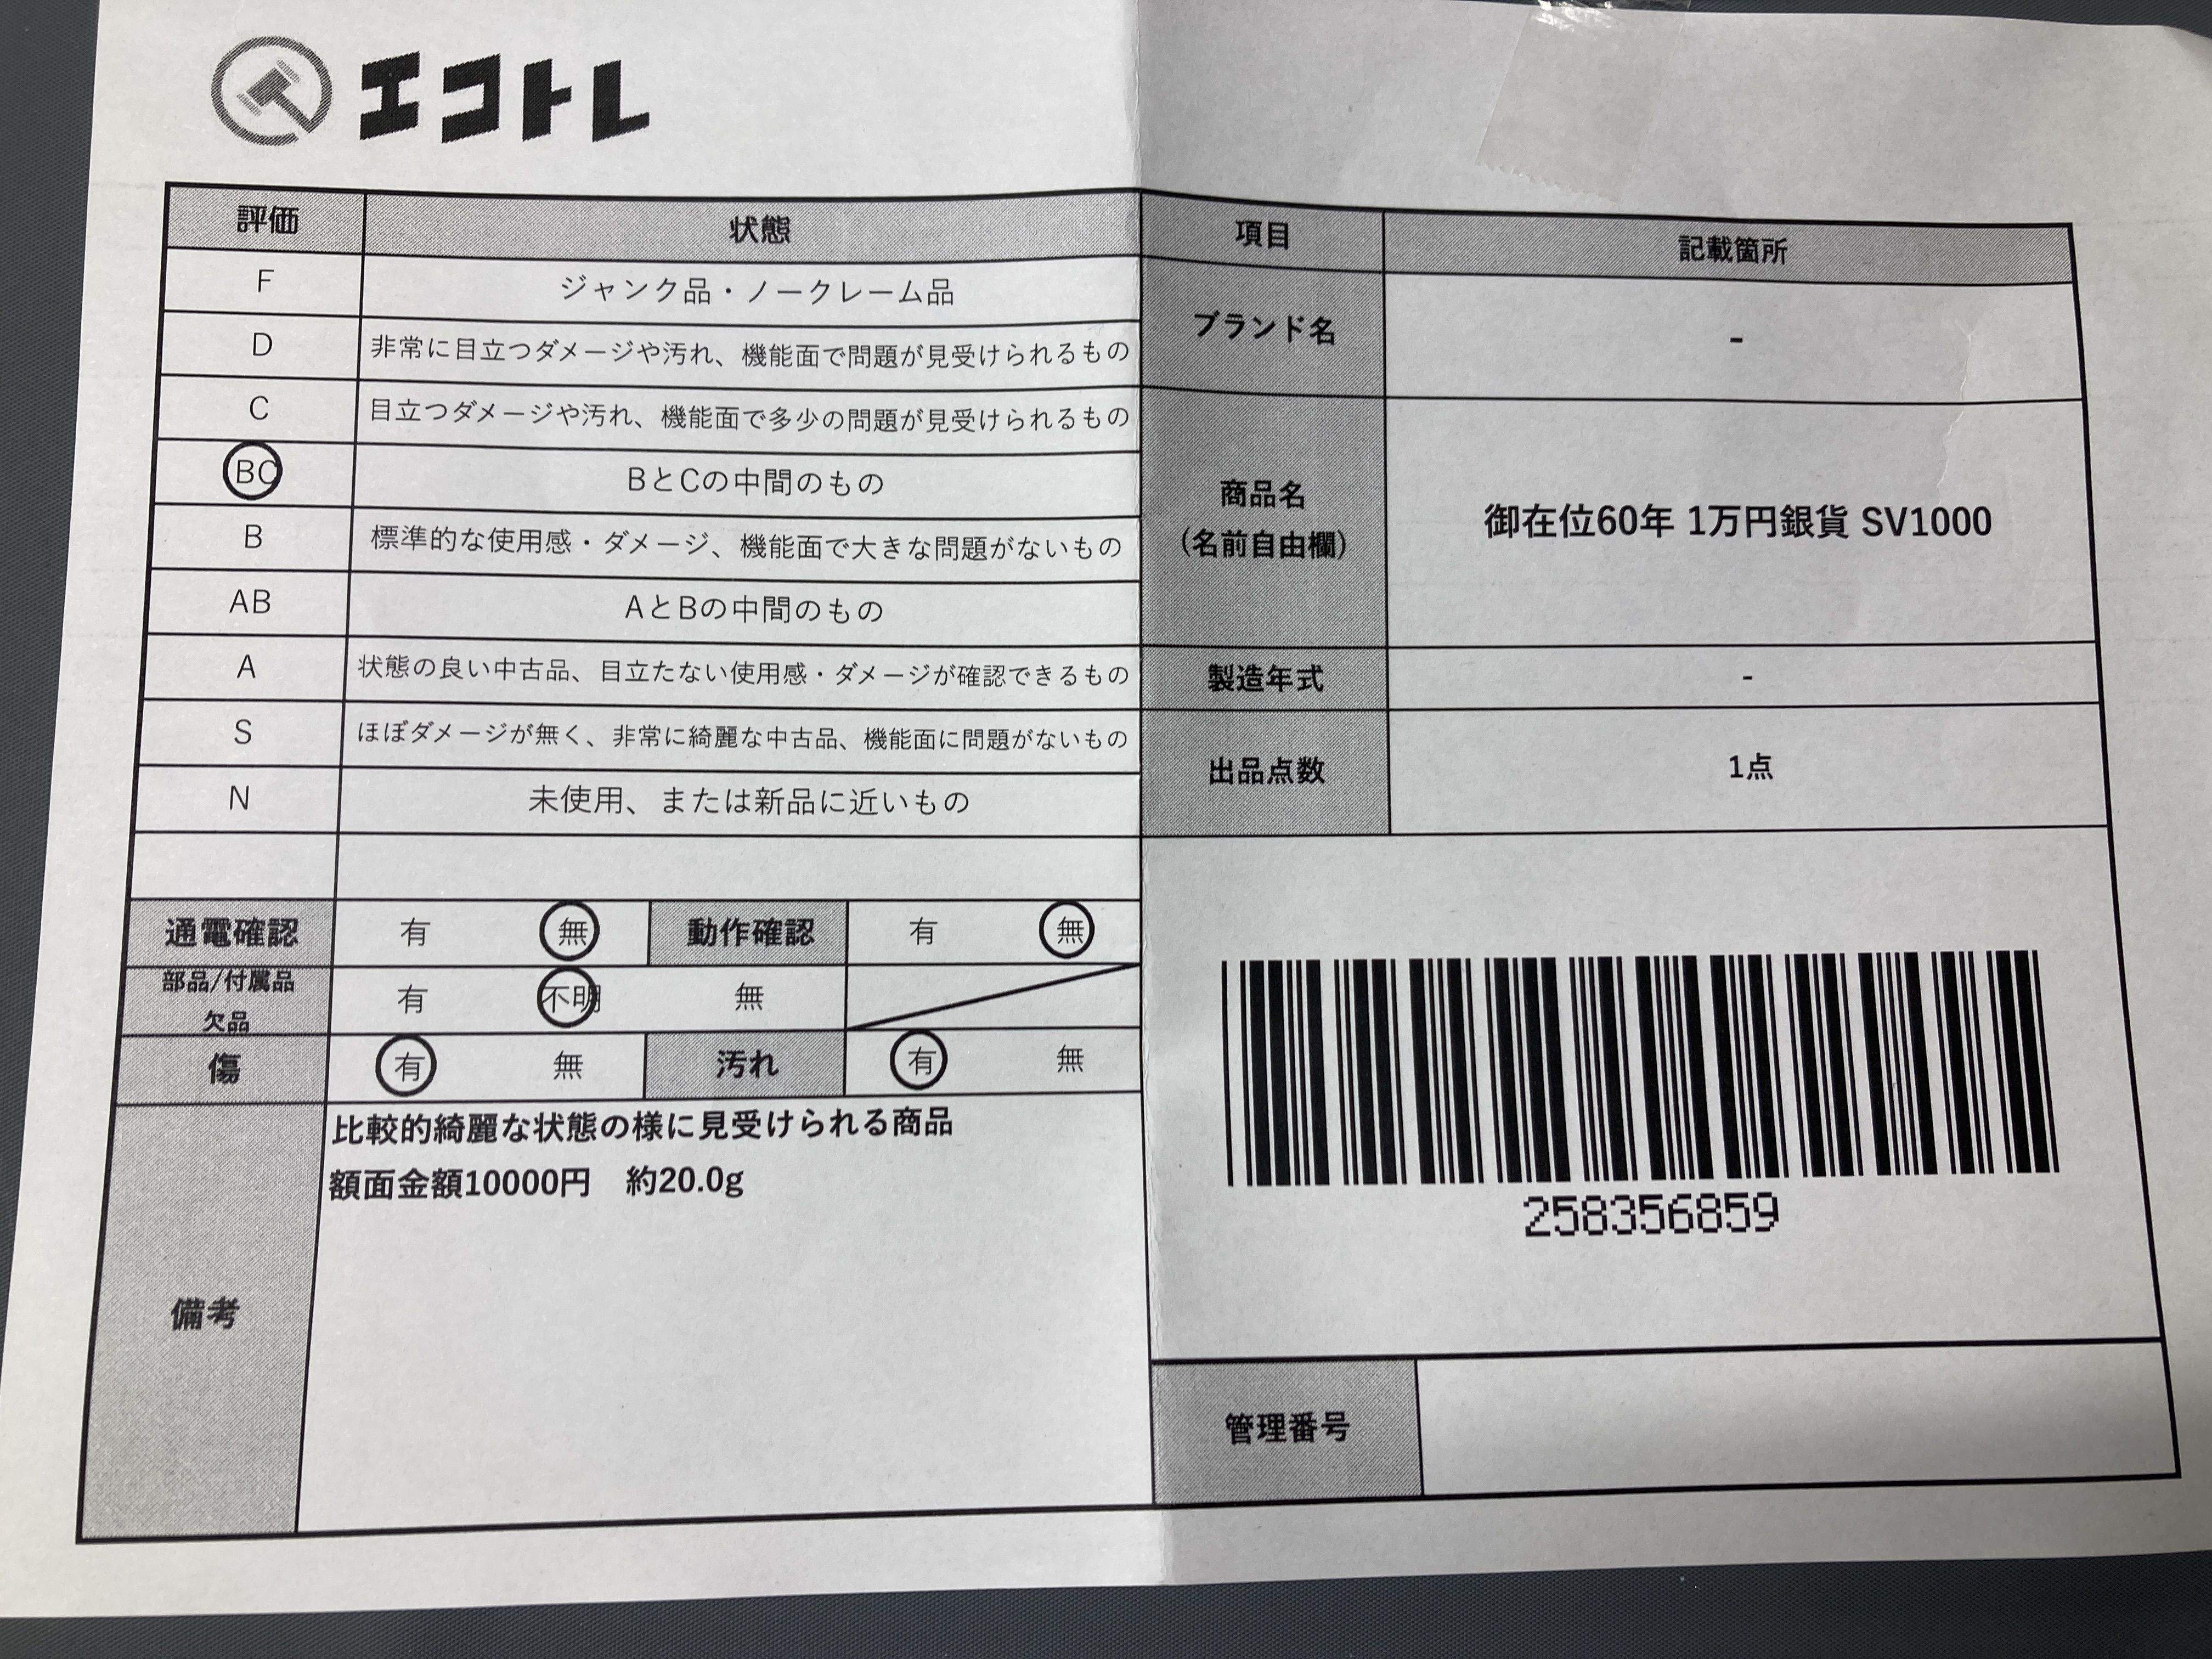 エコトレ
評価 状態
F ジャンク品・ノークレーム品
D 非常に目立つダメージや汚れ、機能面で問題が見受けられるもの
C 目立つダメージや汚れ、機能面で多少の問題が見受けられるもの
BC BとCの中間のもの
B 標準的な使用感・ダメージ、機能面で大きな問題がないもの
AB AとBの中間のもの
A 状態の良い中古品、目立たない使用感・ダメージが確認できるもの
S ほぼダメージが無く、非常に綺麗な中古品、機能面に問題がないもの
N 未使用、または新品に近いもの
通電確認 有 無 動作確認 有 無
部品/付属品
欠品
有 不明 無
傷 有 無 汚れ 有 無
備考
比較的綺麗な状態の様に見受けられる商品
額面金額10000円 約20.0g
項目 記載箇所
ブランド名 -
商品名
(名前自由欄)
御在位60年 1万円銀貨 SV1000
製造年式 -
出品点数 1点
258356859
管理番号